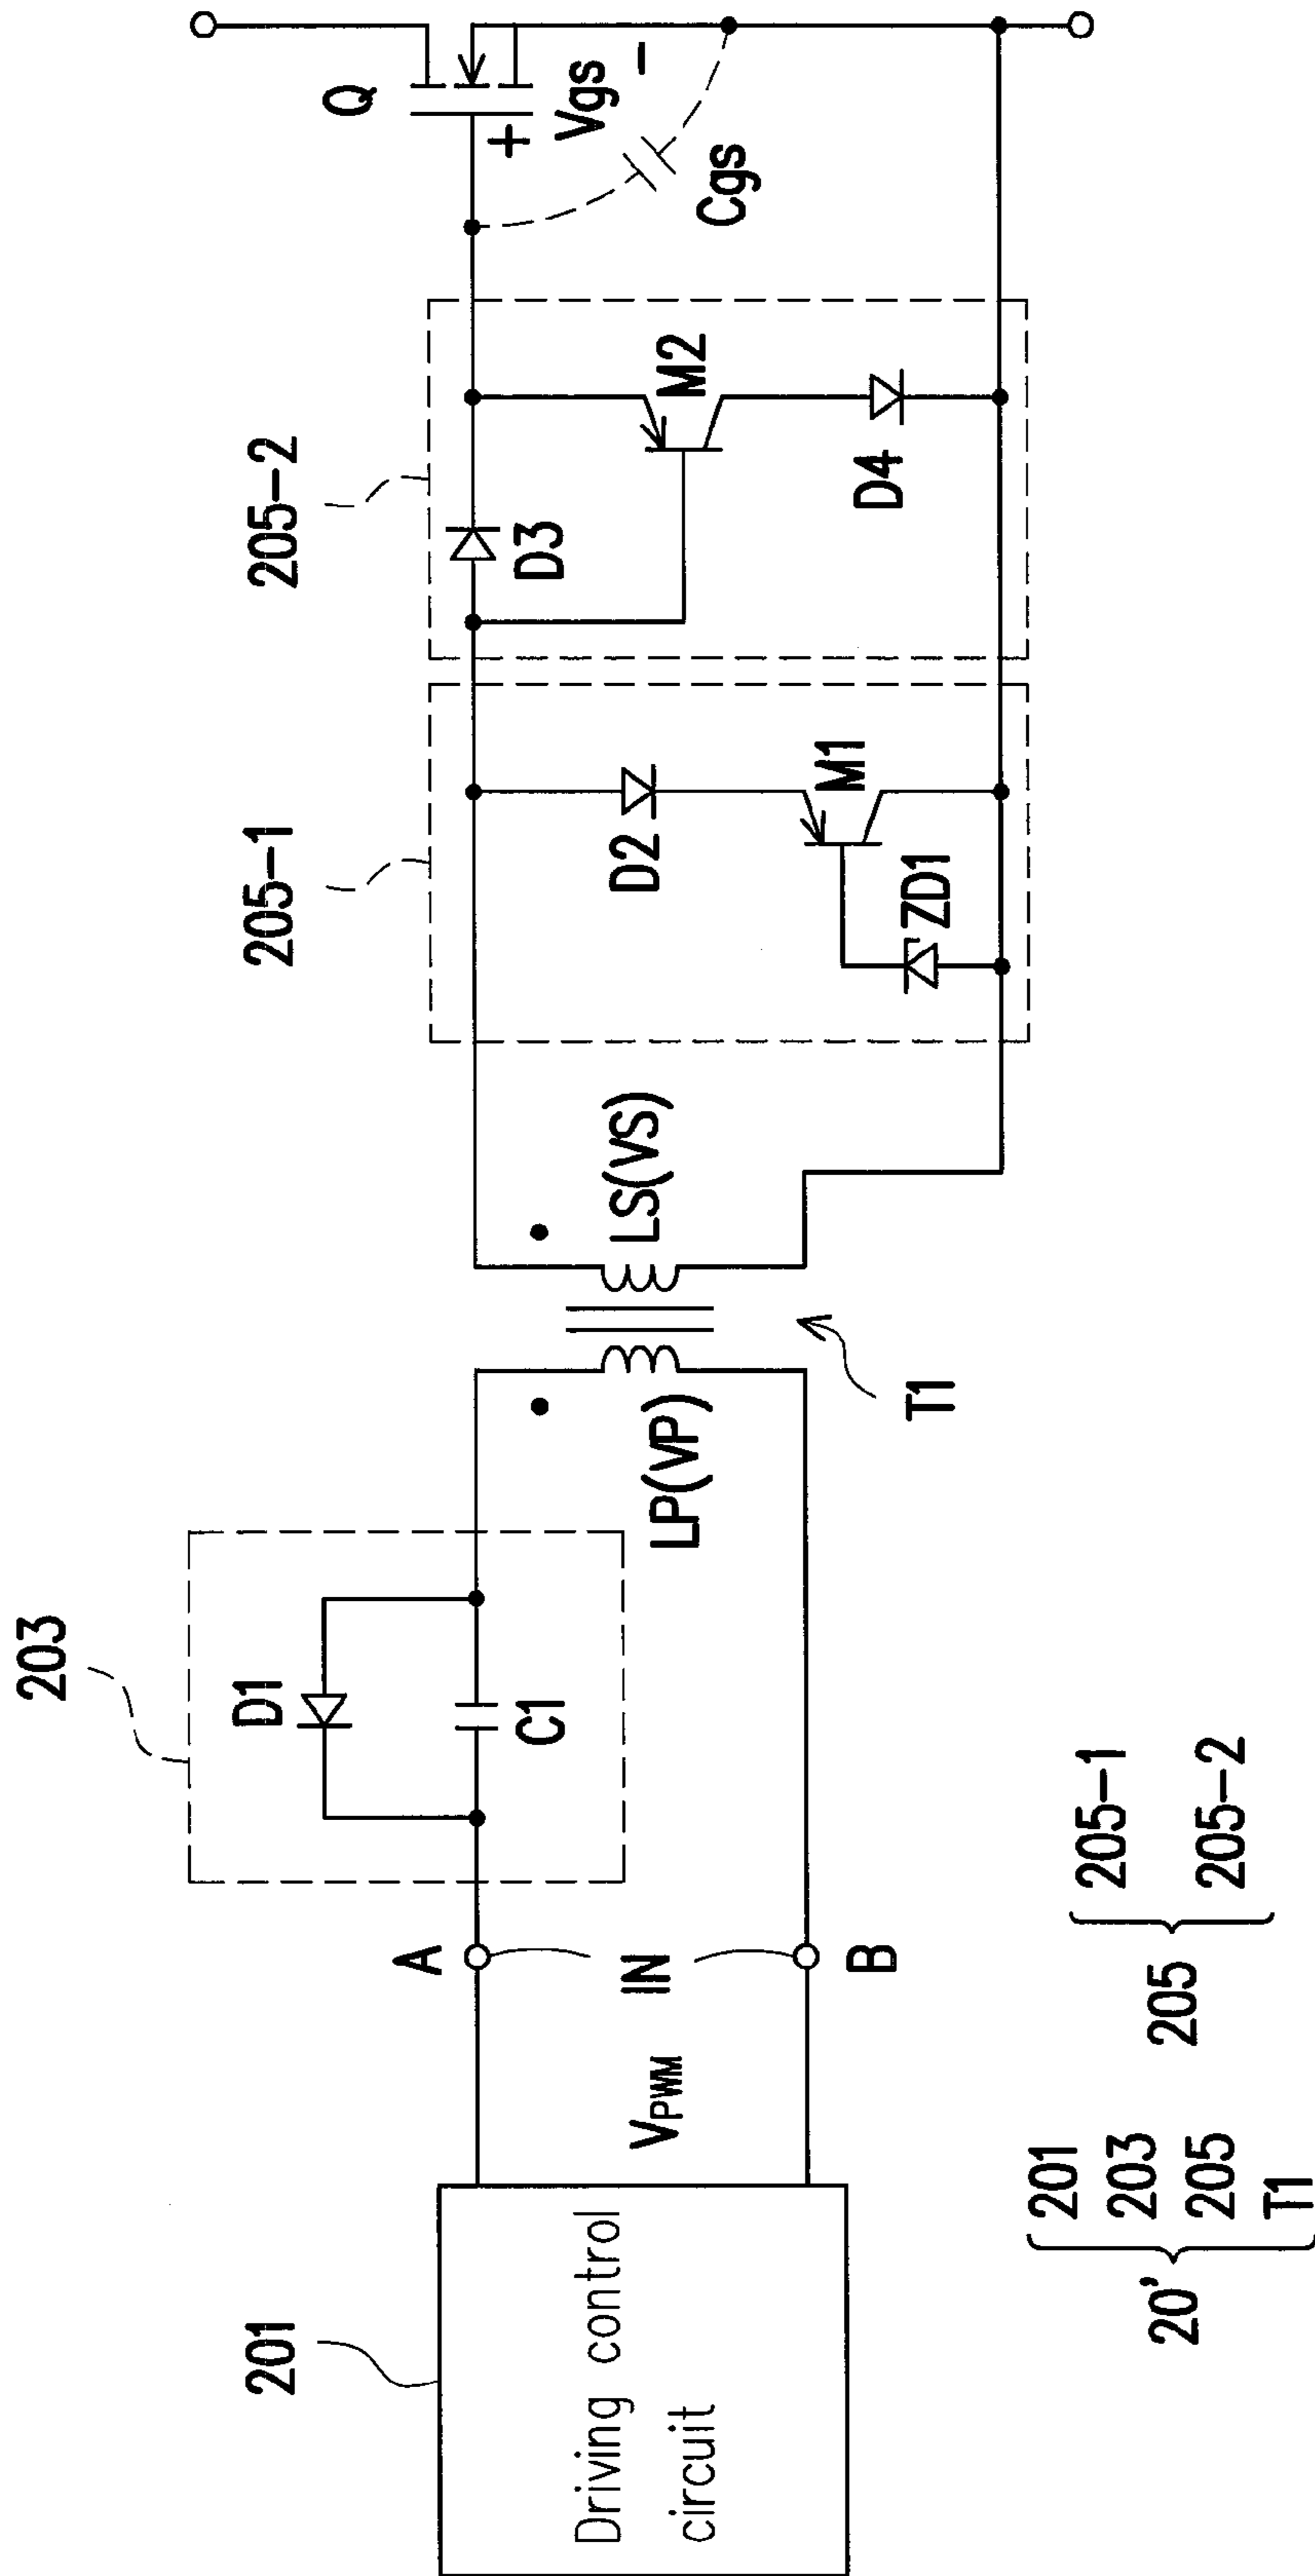 201
Driving control
circuit
V_PWM
A
IN
B
203
D1
C1
LP(VP)
T1
LS(VS)
205-1
D2
M1
ZD1
205-2
D3
M2
D4
Q
+
Vgs
-
Cgs
20'
201
203
205
T1
205
205-1
205-2